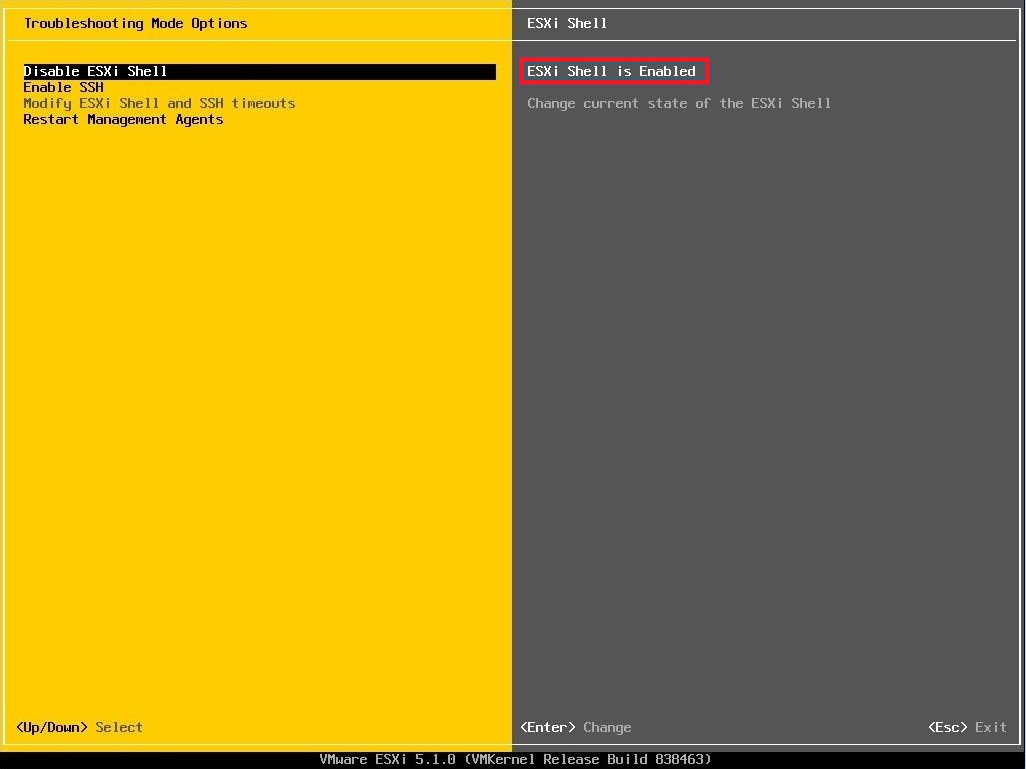 Troubleshooting Mode Options
ESXi Shell
Disable ESXi Shell
Enable SSH
Modify ESXi Shell and SSH timeouts
Restart Management Agents
ESXi Shell is Enabled
Change current state of the ESXi Shell
<Up/Down> Select
<Enter> Change
<Esc> Exit
VMware ESXi 5.1.0 (VMKernel Release Build 838463)